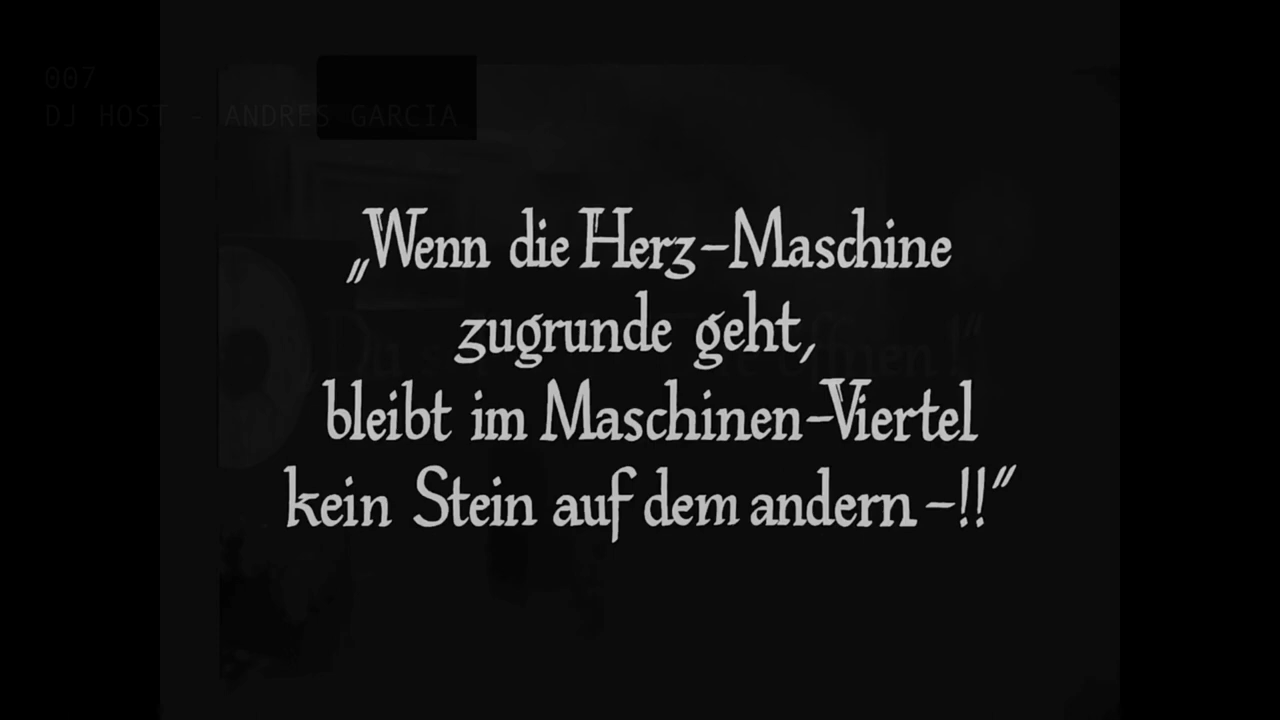 007
DJ HOST - ANDRES GARCIA
„Wenn die Herz-Maschine
zugrunde geht,
bleibt im Maschinen-Viertel
kein Stein auf dem andern-!!“